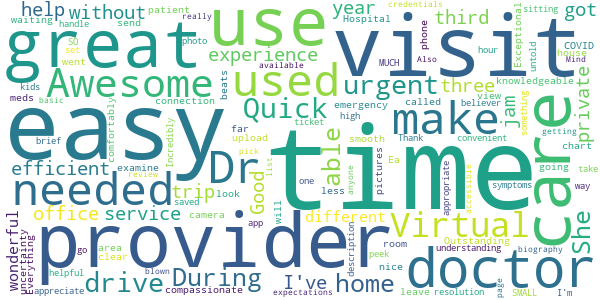 help
without
handle
waiting
send
patient
really
great
SO
set
went
photo
Awesome
meds
kids
basic
connection
beats
use
experience
used
Quick
Hospital
year
third
visit
available
hour
MUCH
Also
phone
credentials
sitting
Exceptional
untold
got
COVID
house
Mind
knowledgeable
urgent
three
view
believer
something
getting
private
emergency
called
high
ticket
convenient
Thank
make
jam
chart
easy
comfortably
brief
efficient
examine
Incredibly
Dr
far
upload
smooth
able
pictures
time
care
needed
trip
review
saved
look
Good
pick
list
anyone
one
less
Ea
appropriate
accessible
symptoms
going
take
way
She
office
service
camera
will
different
Virtual
Outstanding
biography
wonderful
uncertainty
Everything
provider
area
clear
app
room
description
peek
understanding
doctor
go
helpful
appreciate
drive
blown
compassionate
During
expectations
I've
home
nice
leave
resolution
page
SMALL
I'm